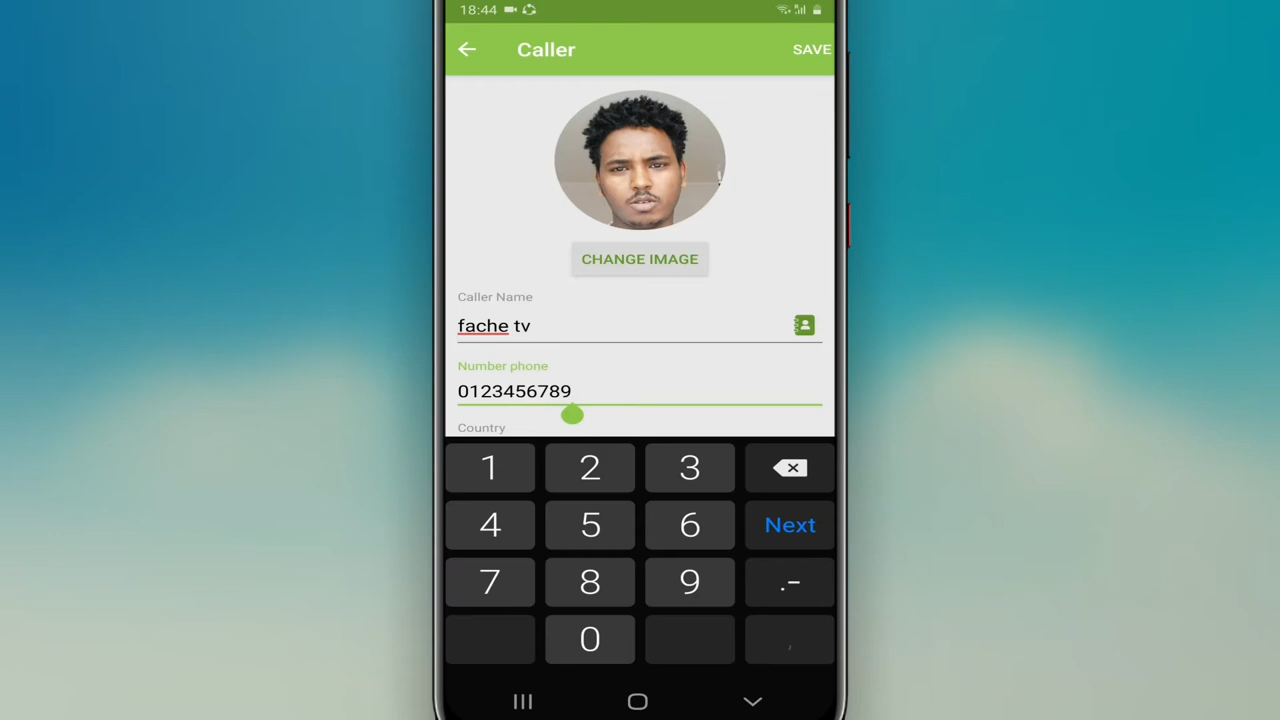 18:44
Caller SAVE
CHANGE IMAGE
Caller Name
fache tv
Number phone
0123456789
Country
1 2 3
4 5 6 Next
7 8 9 .-
0 ,